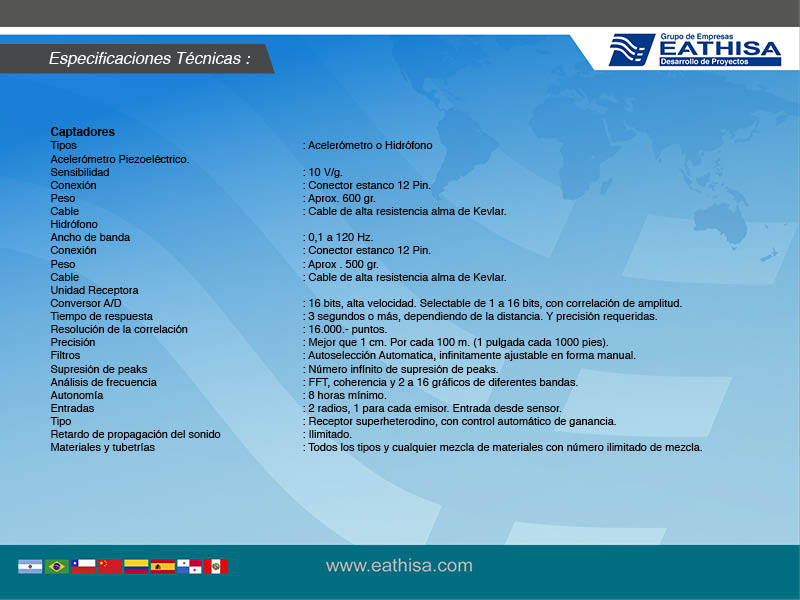 Especificaciones Técnicas :
Grupo de Empresas
EATHISA
Desarrollo de Proyectos
Captadores
Tipos : Acelerómetro o Hidrófono
Acelerómetro Piezoeléctrico.
Sensibilidad : 10 V/g.
Conexión : Conector estanco 12 Pin.
Peso : Aprox. 600 gr.
Cable : Cable de alta resistencia alma de Kevlar.
Hidrófono
Ancho de banda : 0,1 a 120 Hz.
Conexión : Conector estanco 12 Pin.
Peso : Aprox . 500 gr.
Cable : Cable de alta resistencia alma de Kevlar.
Unidad Receptora
Conversor A/D : 16 bits, alta velocidad. Selectable de 1 a 16 bits, con correlación de amplitud.
Tiempo de respuesta : 3 segundos o más, dependiendo de la distancia. Y precisión requeridas.
Resolución de la correlación : 16.000.- puntos.
Precisión : Mejor que 1 cm. Por cada 100 m. (1 pulgada cada 1000 pies).
Filtros : Autoselección Automatica, infinitamente ajustable en forma manual.
Supresión de peaks : Número infínito de supresión de peaks.
Análisis de frecuencia : FFT, coherencia y 2 a 16 gráficos de diferentes bandas.
Autonomía : 8 horas mínimo.
Entradas : 2 radios, 1 para cada emisor. Entrada desde sensor.
Tipo : Receptor superheterodino, con control automático de ganancia.
Retardo de propagación del sonido : Ilimitado.
Materiales y tubetrías : Todos los tipos y cualquier mezcla de materiales con número ilimitado de mezcla.
www.eathisa.com